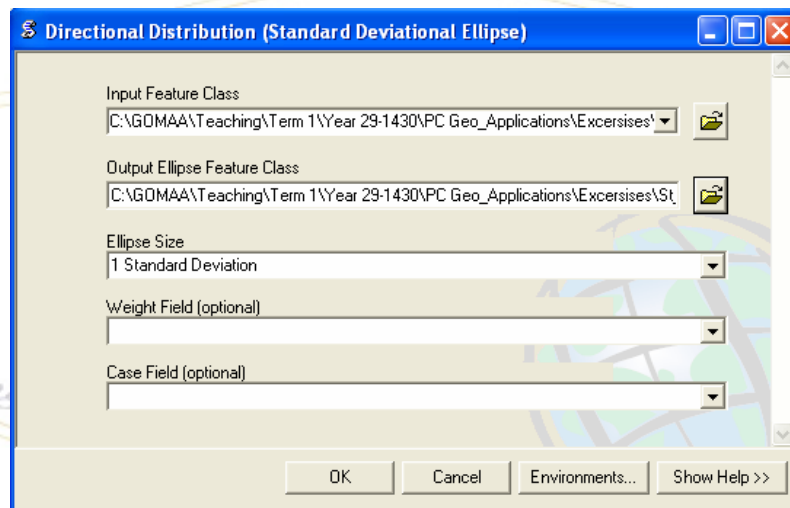 Directional Distribution (Standard Deviational Ellipse)
Input Feature Class
C:\GOMAA\Teaching\Term 1\Year 29-1430\PC Geo_Applications\Excersises\
Output Ellipse Feature Class
C:\GOMAA\Teaching\Term 1\Year 29-1430\PC Geo_Applications\Excersises\St_
Ellipse Size
1 Standard Deviation
Weight Field (optional)
Case Field (optional)
OK Cancel Environments... Show Help >>